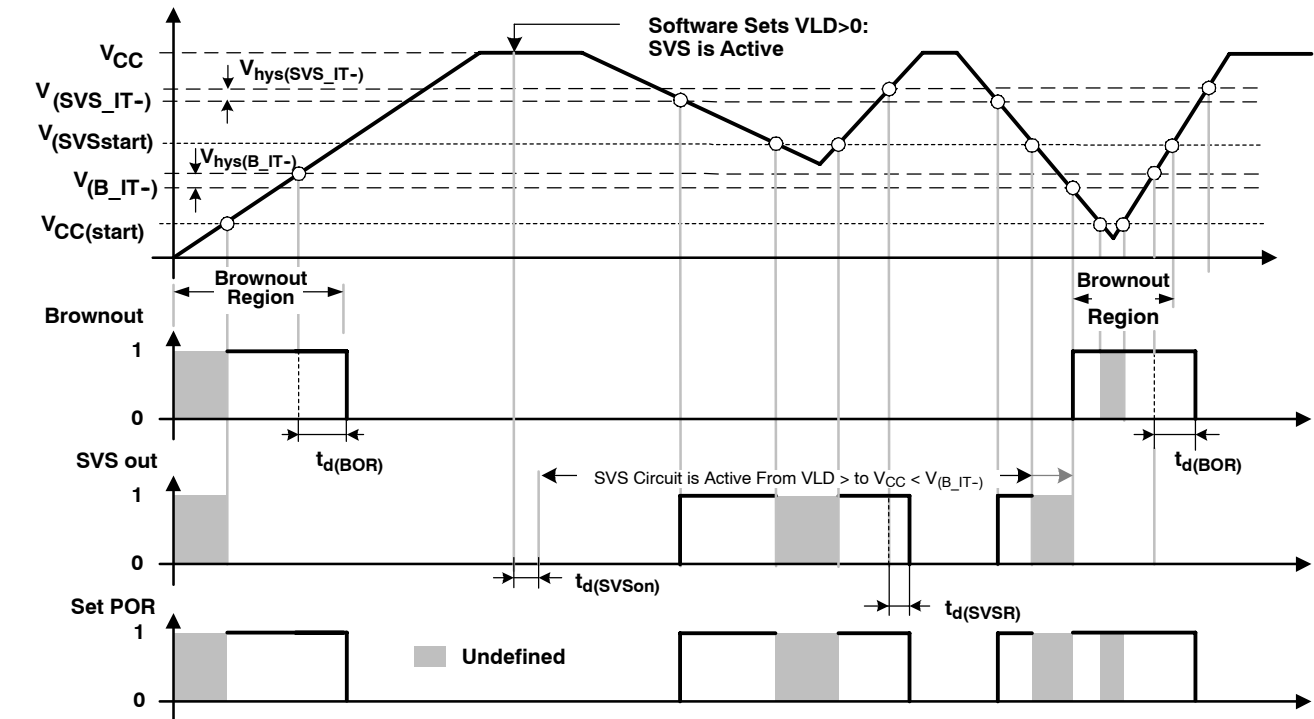 Software Sets VLD>0:
SVS is Active
VCC
Vhys(SVS_IT-)
V(SVS_IT-)
V(SVSstart)
Vhys(B_IT-)
V(B_IT-)
VCC(start)
Brownout
Region
Brownout
Region
Brownout
1
0
td(BOR)
td(BOR)
SVS out
SVS Circuit is Active From VLD > to VCC < V(B_IT-)
1
0
td(SVSon)
td(SVSR)
Set POR
1
Undefined
0